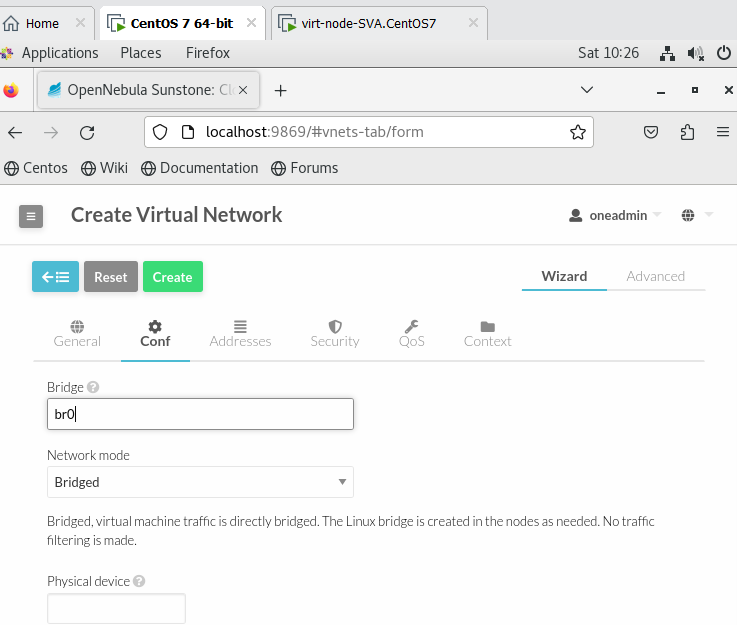 Home
CentOS 7 64-bit
virt-node-SVA.CentOS7
Applications Places Firefox Sat 10:26
OpenNebula Sunstone: Clo
localhost:9869/#vnets-tab/form
Centos Wiki Documentation Forums
Create Virtual Network oneadmin
Reset Create Wizard Advanced
General Conf Addresses Security QoS Context
Bridge
br0
Network mode
Bridged
Bridged, virtual machine traffic is directly bridged. The Linux bridge is created in the nodes as needed. No traffic
filtering is made.
Physical device